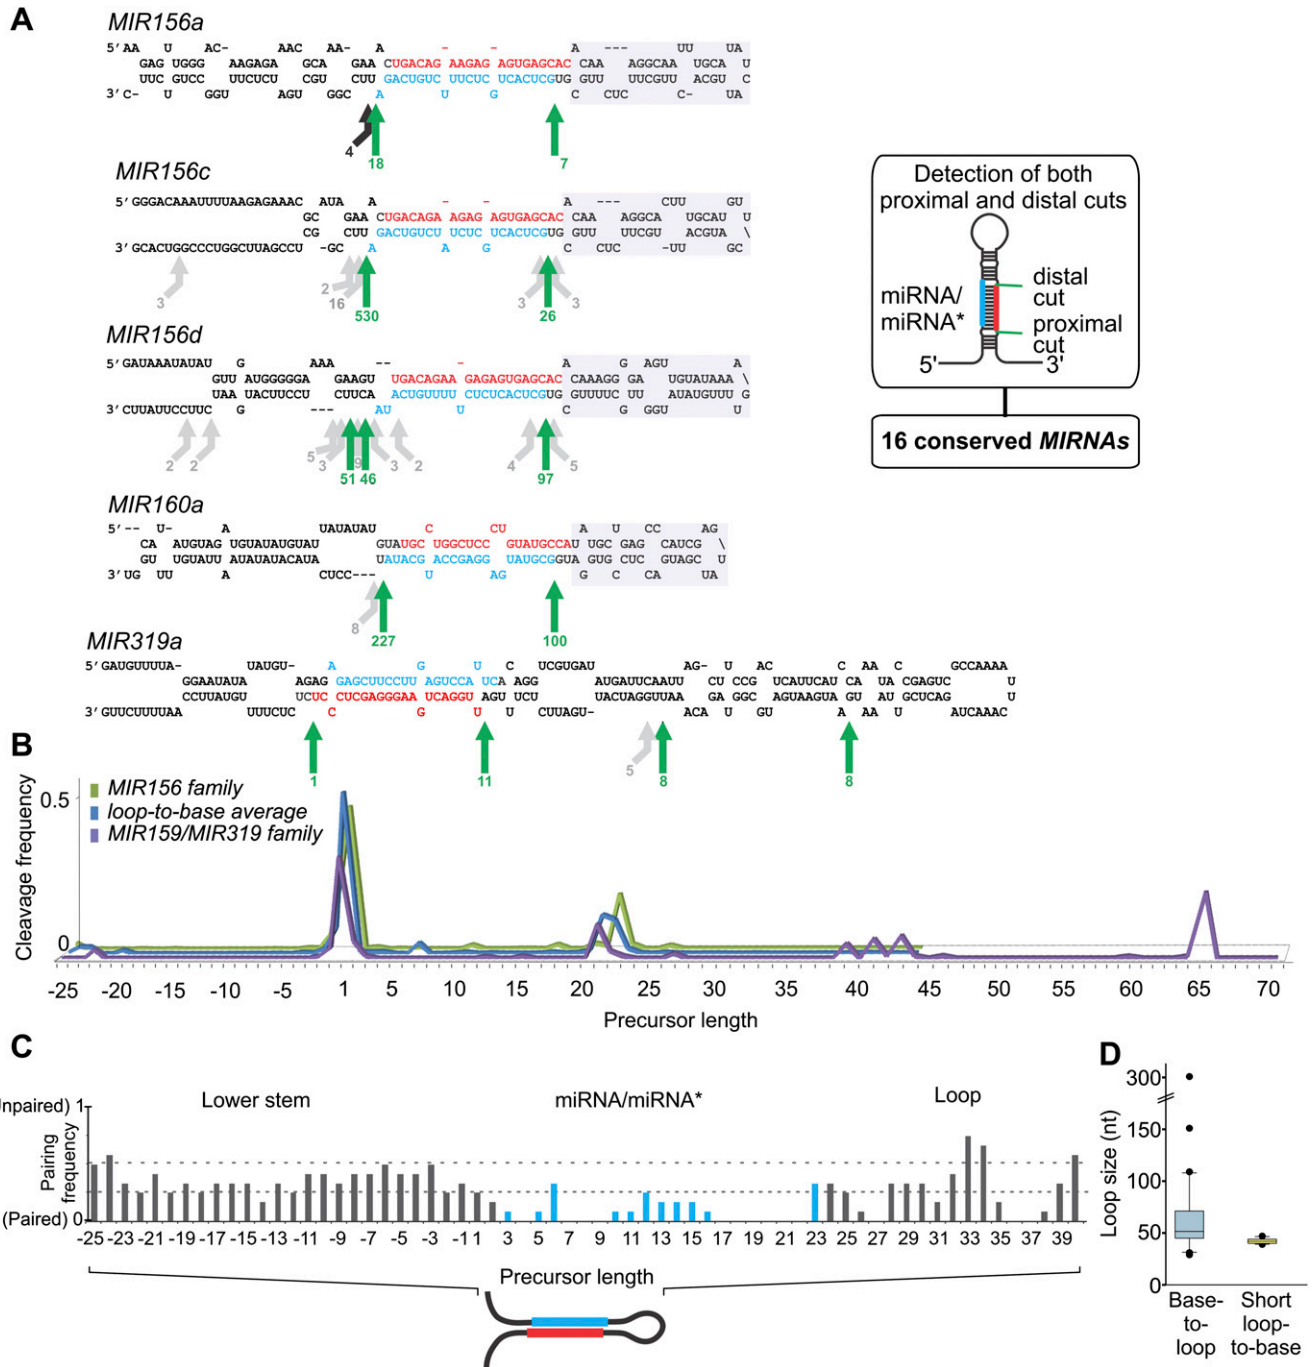 A
MIR156a
5′ AA U AC- AAC AA- A - - A --- UU UA
GAG UGGG AAGAGA GCA GAA CUGACAG AAGAG AGUGAGCAC CAA AGGCAA UGCA U
UUC GUCC UUCUCU CGU CUU GACUGUC UUCUC UCACUCGUG GUU UUCGUU ACGU C
3′ C- U GGU AGU GGC A U G C CUC C- UA
4
18
7
MIR156c
5′ GGGACAAAUUUUAAGAGAAAC AUA A - - A --- CUU GU
GC GAA CUGACAGA AGAG AGUGAGCAC CAA AGGCA UGCAU U
CG CUU GACUGUCU UCUC UCACUCGUG GUU UUCGU ACGUA \
3′ GCACUGGCCCUGGCUUAGCCU -GC A A G C CUC -UU GC
3
2
16
530
3
26
3
MIR156d
5′ GAUAAAUAUAU G AAA -- - A G AGU A
GUU AUGGGGGA GAAGU UGACAGAA GAGAGUGAGCAC CAAAGG GA UGUAUAAA \
UAA UACUUCCU CUUCA ACUGUUUU CUCUCACUCGUG GUUUUC UU AUAUGUUU G
3′ CUUAUUCCUUC G --- AU U C G GGU U
2
2
5
3
51
9
46
3
2
4
97
5
MIR160a
5′ -- U- A UAUAUAU C CU A U CC AG
CA AUGUAG UGUAUAUGUAU GUAUGC UGGCUCC GUAUGCCAU UGC GAG CAUCG \
GU UGUAUU AUAUAUACAUA UAUACG ACCGAGG UAUGCGGUA GUG CUC GUAGC U
3′ UG UU A CUCC--- U AG G C CA UA
8
227
100
MIR319a
5′ GAUGUUUUA- UAUGU- A G U C UCGUGAU AG- U AC C AA C GCCAAAA
GGAAUAUA AGAG GAGCUUCCUU AGUCCA UCA AGG AUGAUUCAAUU CU CCG UCAUUCAU CA UA CGAGUC U
CCUUAUGU UCUC CUCGAGGGAA UCAGGU AGU UCU UACUAGGUUAA GA GGC AGUAAGUA GU AU GCUCAG U
3′ GUUCUUUUAA UUUCUC C G U U CUUAGU- ACA U GU A AA U AUCAAAC
1
11
5
8
8
Detection of both
proximal and distal cuts
miRNA/
miRNA*
distal
cut
proximal
cut
5'
3'
16 conserved MIRNAs
B
MIR156 family
loop-to-base average
MIR159/MIR319 family
Cleavage frequency
0.5
0
-25 -20 -15 -10 -5 1 5 10 15 20 25 30 35 40 45 50 55 60 65 70
Precursor length
C
Lower stem
miRNA/miRNA*
Loop
Unpaired) 1
Pairing
frequency
(Paired) 0
-25 -23 -21 -19 -17 -15 -13 -11 -9 -7 -5 -3 -1 1 3 5 7 9 11 13 15 17 19 21 23 25 27 29 31 33 35 37 39
Precursor length
D
Loop size (nt)
300
150
100
50
0
Base-
to-
loop
Short
loop-
to-base